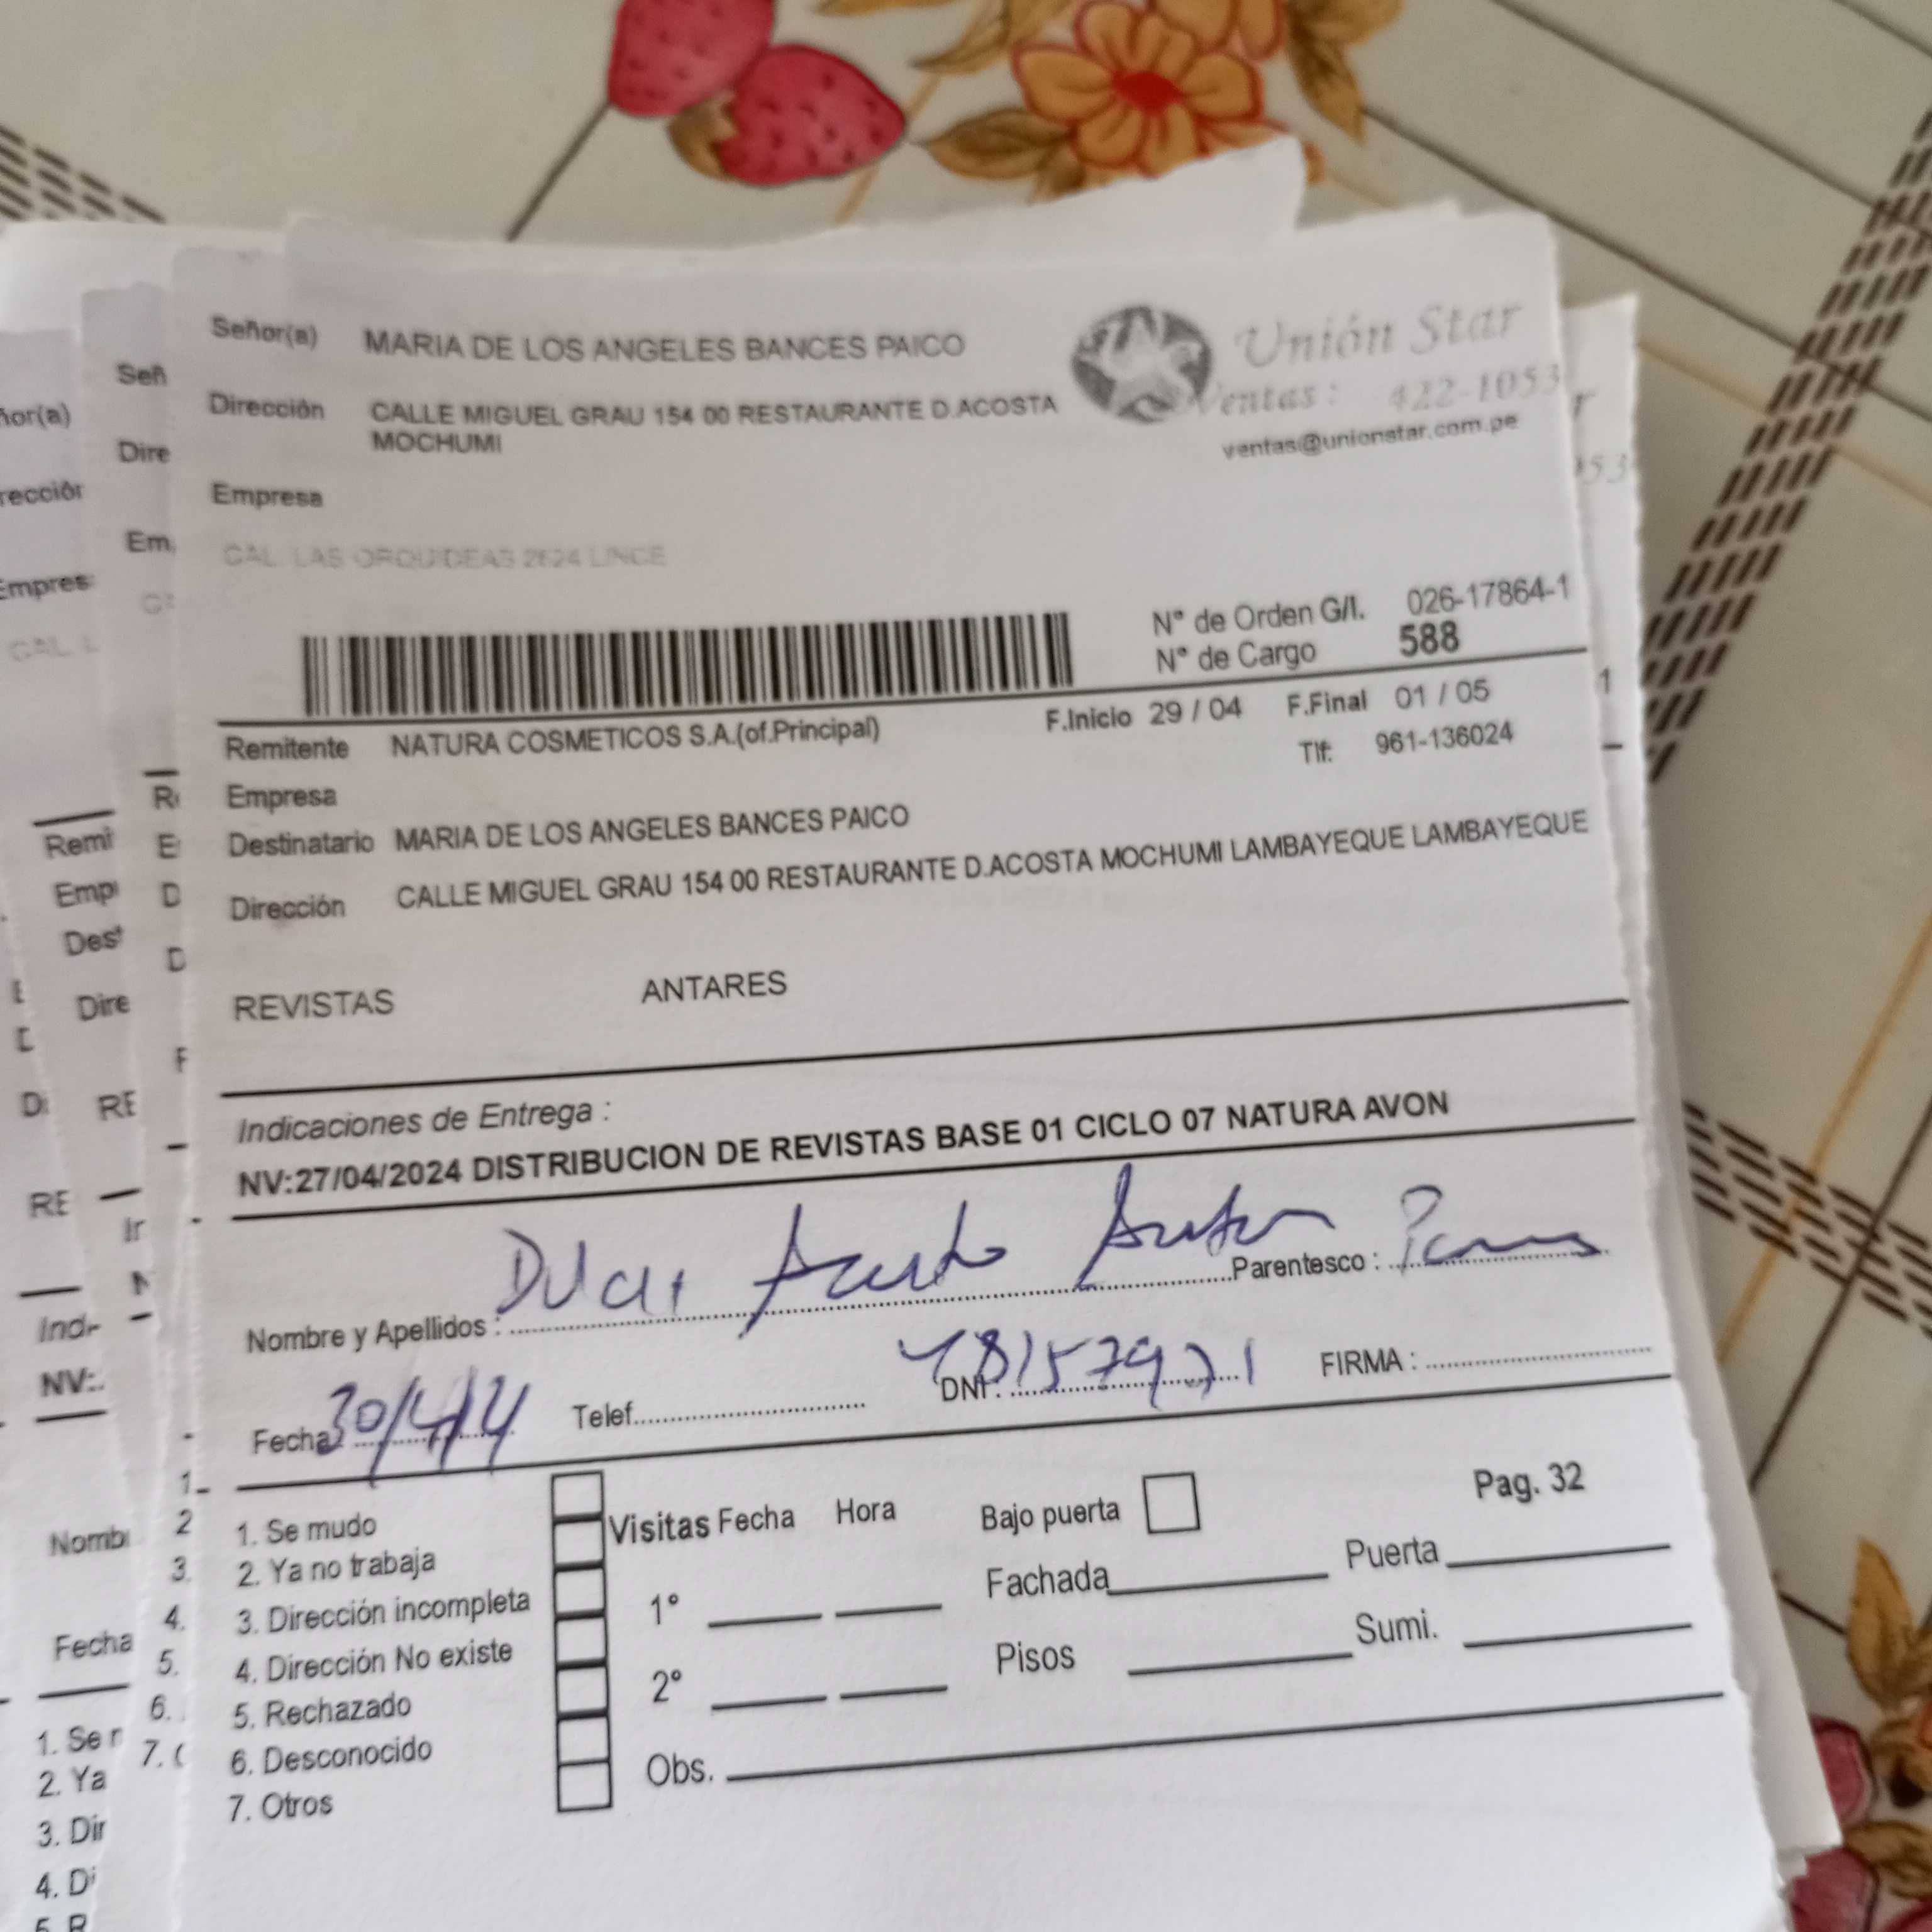 Señor(a) MARIA DE LOS ANGELES BANCES PAICO
Unión Star
Ventas : 422-1053
ventas@unionstar.com.pe
Dirección CALLE MIGUEL GRAU 154 00 RESTAURANTE D.ACOSTA
MOCHUMI
Empresa
CAL. LAS ORQUIDEAS 2624 LINCE
N° de Orden G/I. 026-17864-1
N° de Cargo 588
Remitente NATURA COSMETICOS S.A.(of.Principal) F.Inicio 29 / 04 F.Final 01 / 05
Tlf: 961-136024
Empresa
Destinatario MARIA DE LOS ANGELES BANCES PAICO
Dirección CALLE MIGUEL GRAU 154 00 RESTAURANTE D.ACOSTA MOCHUMI LAMBAYEQUE LAMBAYEQUE
REVISTAS ANTARES
Indicaciones de Entrega :
NV:27/04/2024 DISTRIBUCION DE REVISTAS BASE 01 CICLO 07 NATURA AVON
Nombre y Apellidos : Parentesco :
Fecha: 30/4/24 Telef. DNI: FIRMA :
Pag. 32
1. Se mudo
2. Ya no trabaja
3. Dirección incompleta
4. Dirección No existe
5. Rechazado
6. Desconocido
7. Otros
Visitas Fecha Hora
1°
2°
Bajo puerta
Fachada Puerta
Pisos Sumi.
Obs.